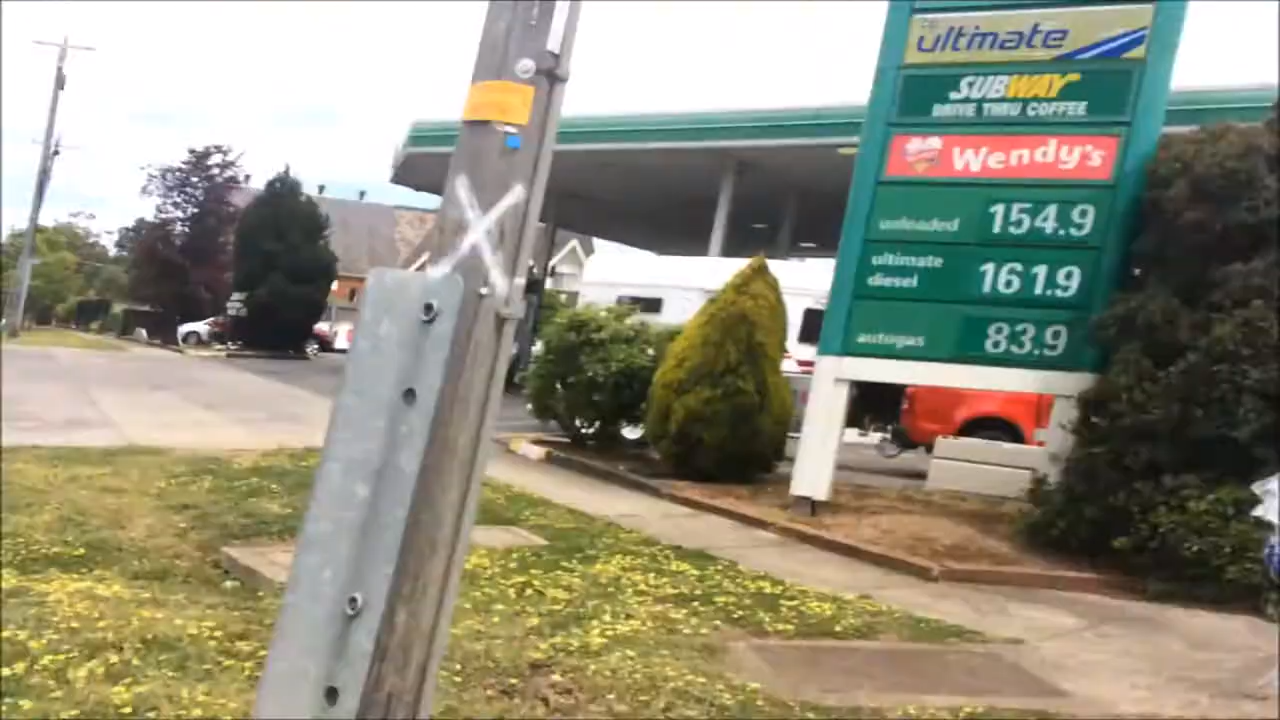 ultimate
SUBWAY
DRIVE THRU COFFEE
Wendy's
unleaded 154.9
ultimate
diesel 161.9
autogas 83.9